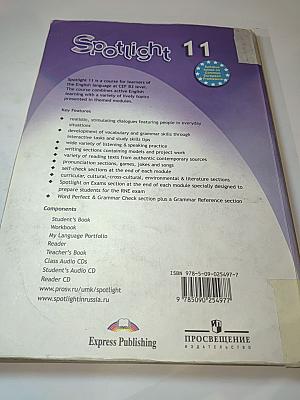 Spotlight 11
Spotlight 11 is a course for learners of
the English language at CEF B2 level.
The course combines active English
learning with a variety of lively topics
presented in themed modules.
Key Features
realistic, stimulating dialogues featuring people in everyday
situations
development of vocabulary and grammar skills through
interactive tasks and study skills tips
wide variety of listening & speaking practice
writing sections containing models and project work
variety of reading texts from authentic contemporary sources
pronunciation sections, games, jokes and songs
self-check sections at the end of each module
curricular, cultural, cross-cultural, environmental & literature sections
Spotlight on Exams section at the end of each module specially designed to
prepare students for the RNE exam
Word Perfect & Grammar Check section plus a Grammar Reference section
Components
Student's Book
Workbook
My Language Portfolio
Reader
Teacher's Book
Class Audio CDs
Student's Audio CD
Reader CD
www.prosv.ru/umk/spotlight
www.spotlightinrussia.ru
ISBN 978-5-09-025497-7
9 785090 254977
Express Publishing
ПРОСВЕЩЕНИЕ
ИЗДАТЕЛЬСТВО